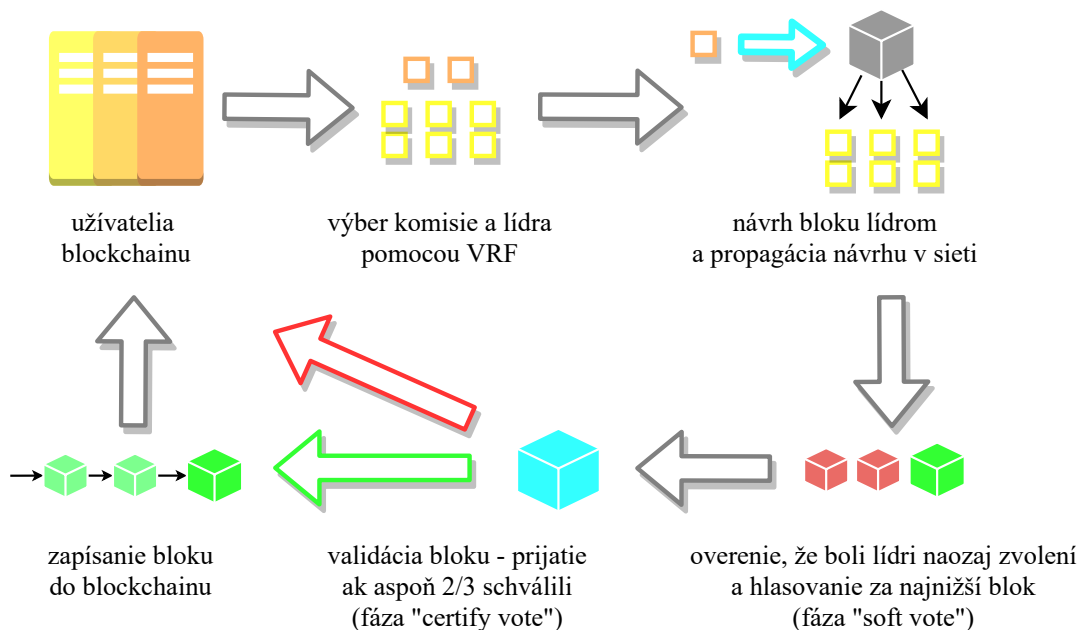 užívatelia
blockchainu
výber komisie a lídra
pomocou VRF
návrh bloku lídrom
a propagácia návrhu v sieti
zapísanie bloku
do blockchainu
validácia bloku - prijatie
ak aspoň 2/3 schválili
(fáza "certify vote")
overenie, že boli lídri naozaj zvolení
a hlasovanie za najnižší blok
(fáza "soft vote")